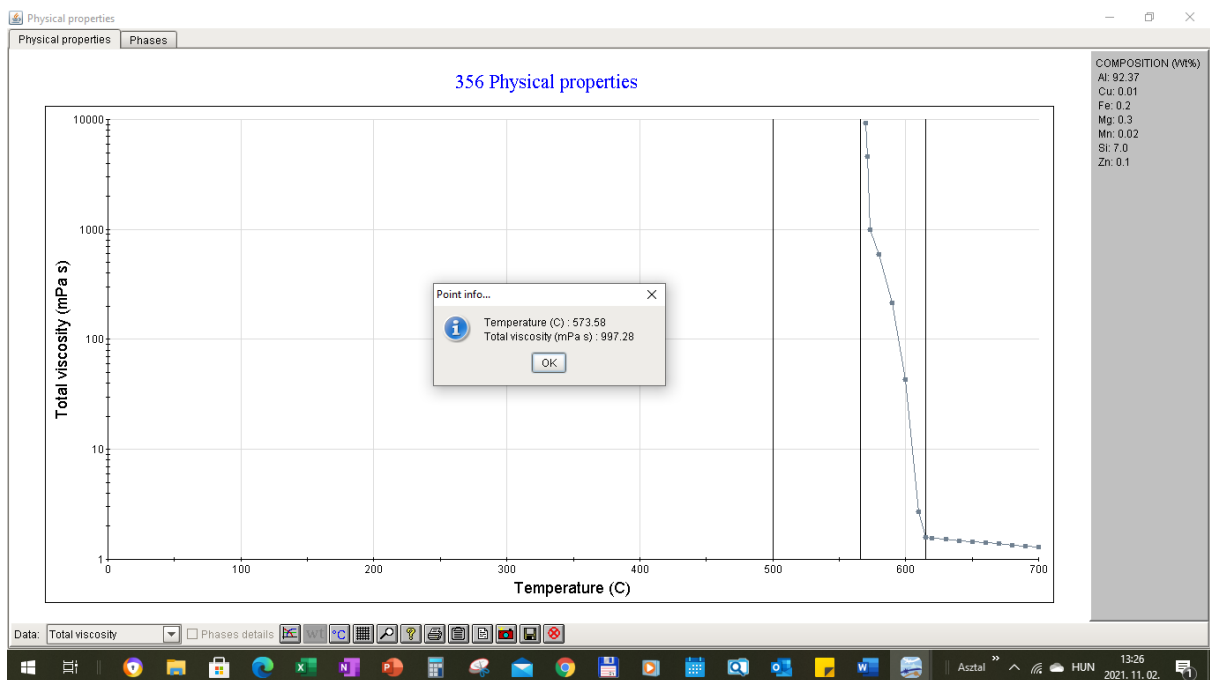 Physical properties
Physical properties
Phases
356 Physical properties
10000
1000
100
10
1
Total viscosity (mPa s)
0
100
200
300
400
500
600
700
Temperature (C)
Point info...
Temperature (C) : 573.58
Total viscosity (mPa s) : 997.28
OK
COMPOSITION (Wt%)
Al: 92.37
Cu: 0.01
Fe: 0.2
Mg: 0.3
Mn: 0.02
Si: 7.0
Zn: 0.1
Data: Total viscosity
Phases details
Wt
°C
Asztal
HUN
13:26
2021. 11. 02.